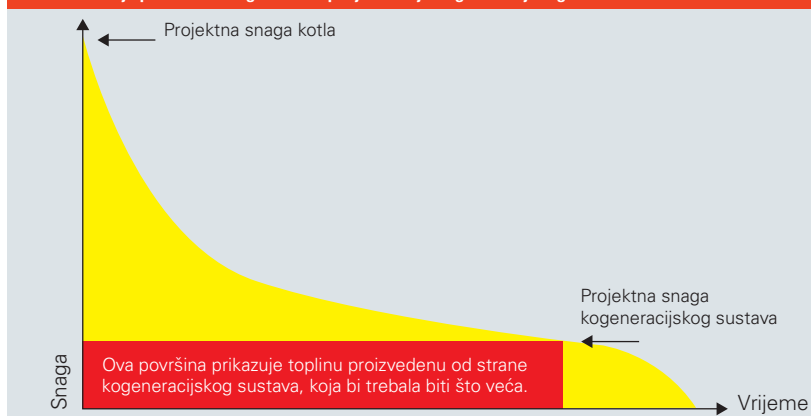 Projektna snaga kotla
Projektna snaga
kogeneracijskog sustava
Ova površina prikazuje toplinu proizvedenu od strane
kogeneracijskog sustava, koja bi trebala biti što veća.
Snaga
Vrijeme